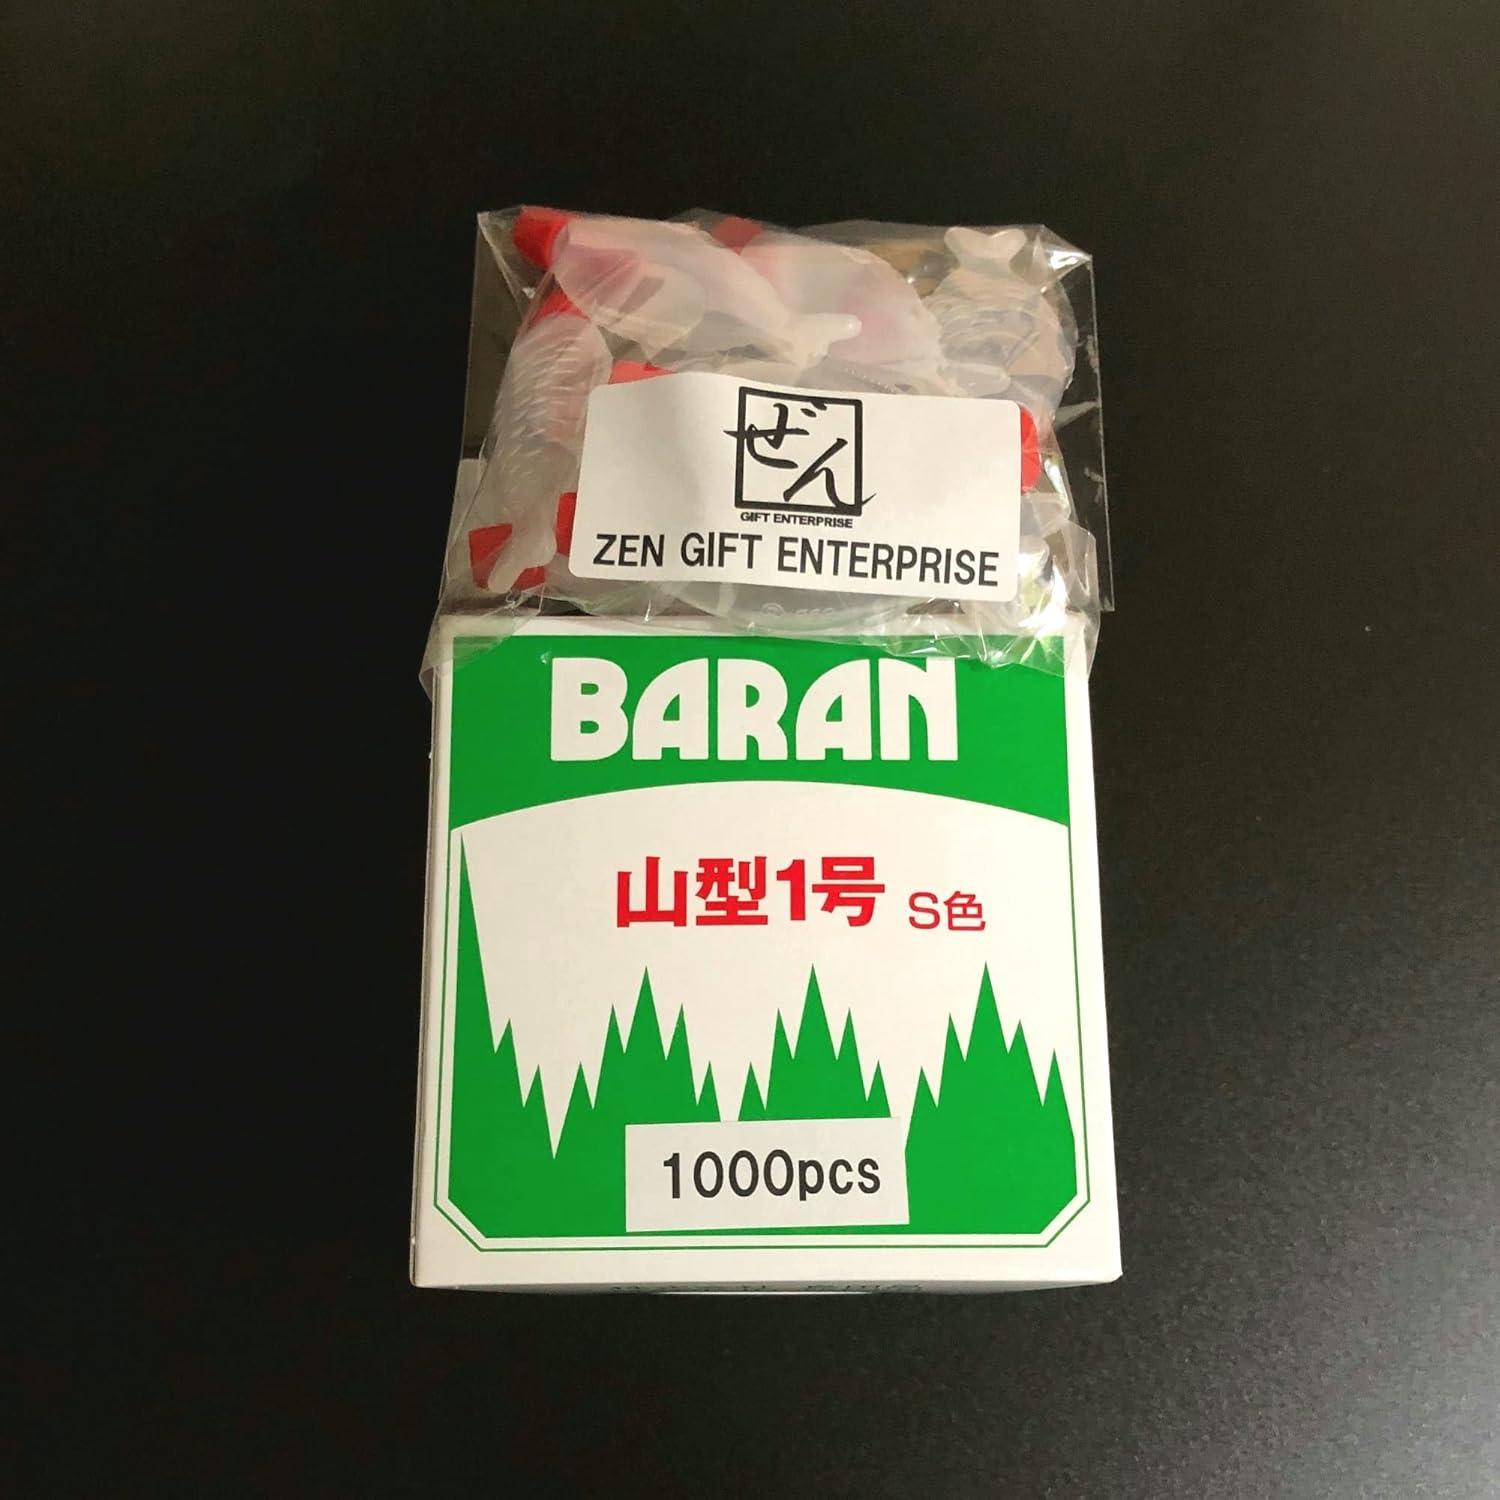 ぜん
GIFT ENTERPRISE
ZEN GIFT ENTERPRISE
BARAN
山型1号 S色
1000pcs